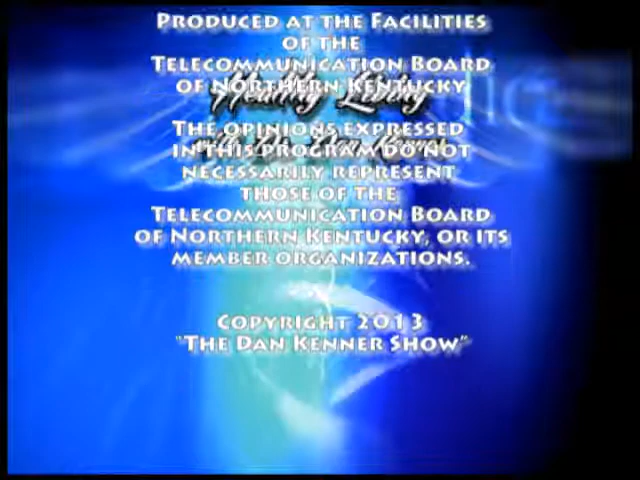 PRODUCED AT THE FACILITIES
OF THE
TELECOMMUNICATION BOARD
OF NORTHERN KENTUCKY
Healthy Living
THE OPINIONS EXPRESSED
IN THIS PROGRAM DO NOT
NECESSARILY REPRESENT
THOSE OF THE
TELECOMMUNICATION BOARD
OF NORTHERN KENTUCKY, OR ITS
MEMBER ORGANIZATIONS.
COPYRIGHT 2013
"THE DAN KENNER SHOW"